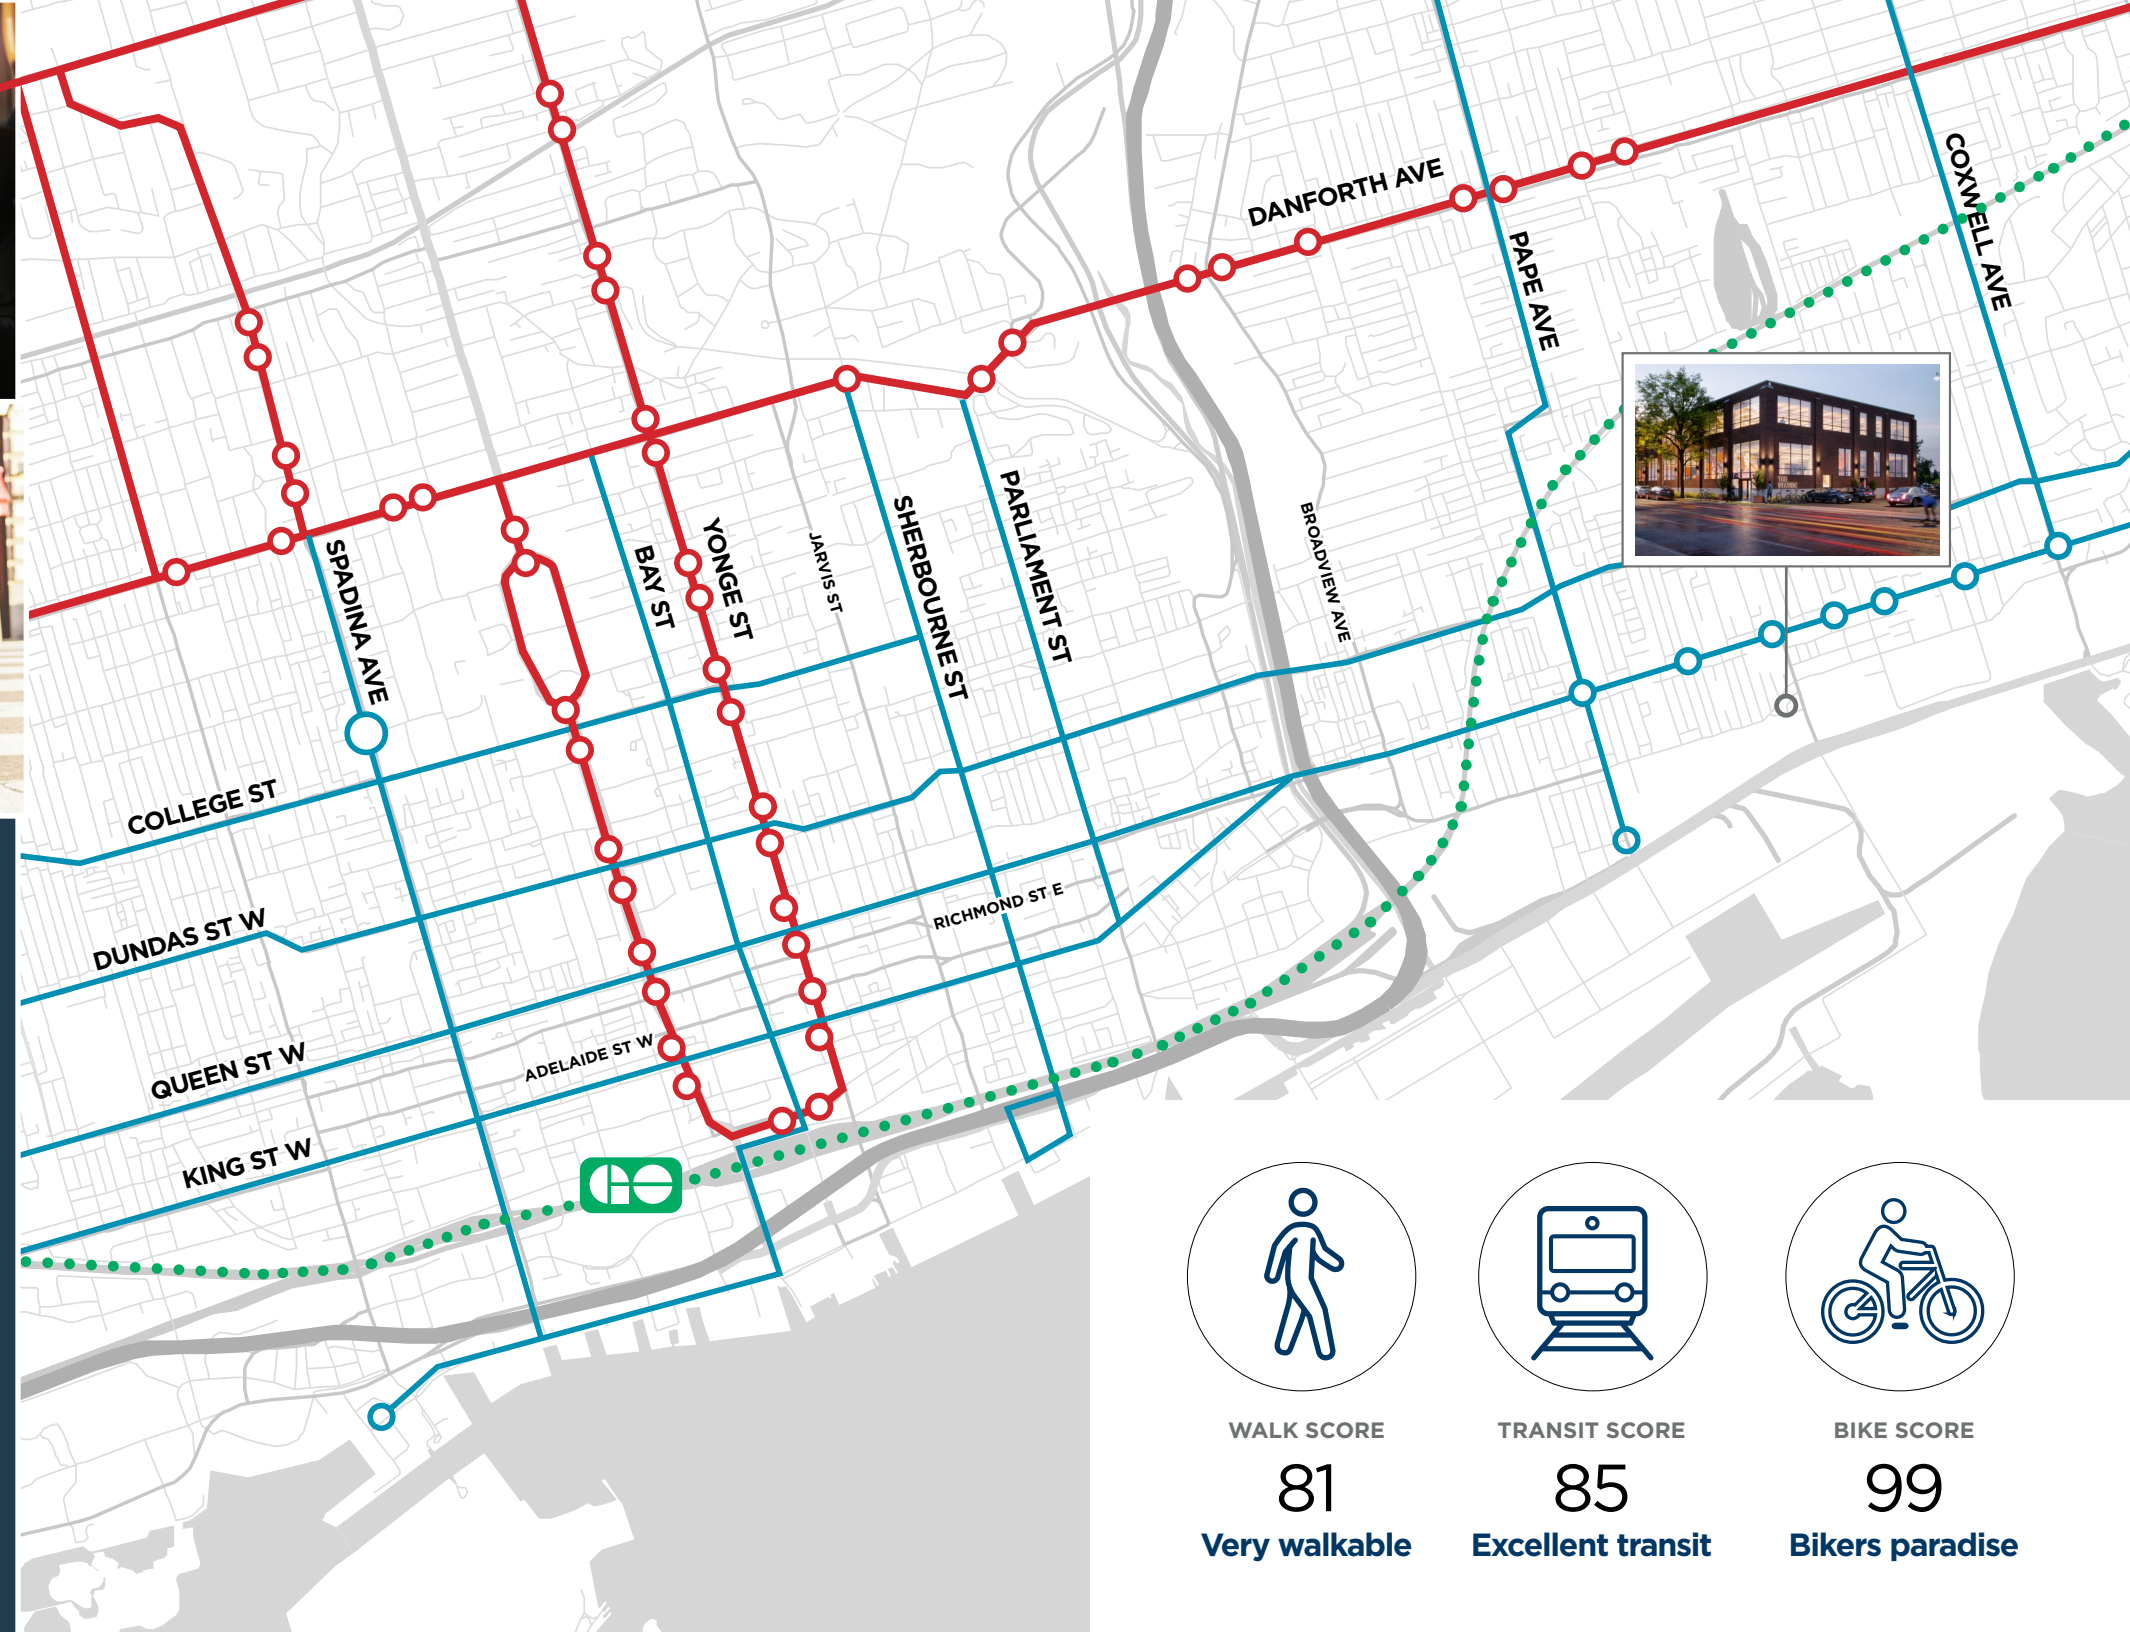 DANFORTH AVE
COXWELL AVE
PAPE AVE
SPADINA AVE
BAY ST
YONGE ST
JARVIS ST
SHERBOURNE ST
PARLIAMENT ST
BROADVIEW AVE
COLLEGE ST
DUNDAS ST W
RICHMOND ST E
QUEEN ST W
ADELAIDE ST W
KING ST W
GO
WALK SCORE
81
Very walkable
TRANSIT SCORE
85
Excellent transit
BIKE SCORE
99
Bikers paradise